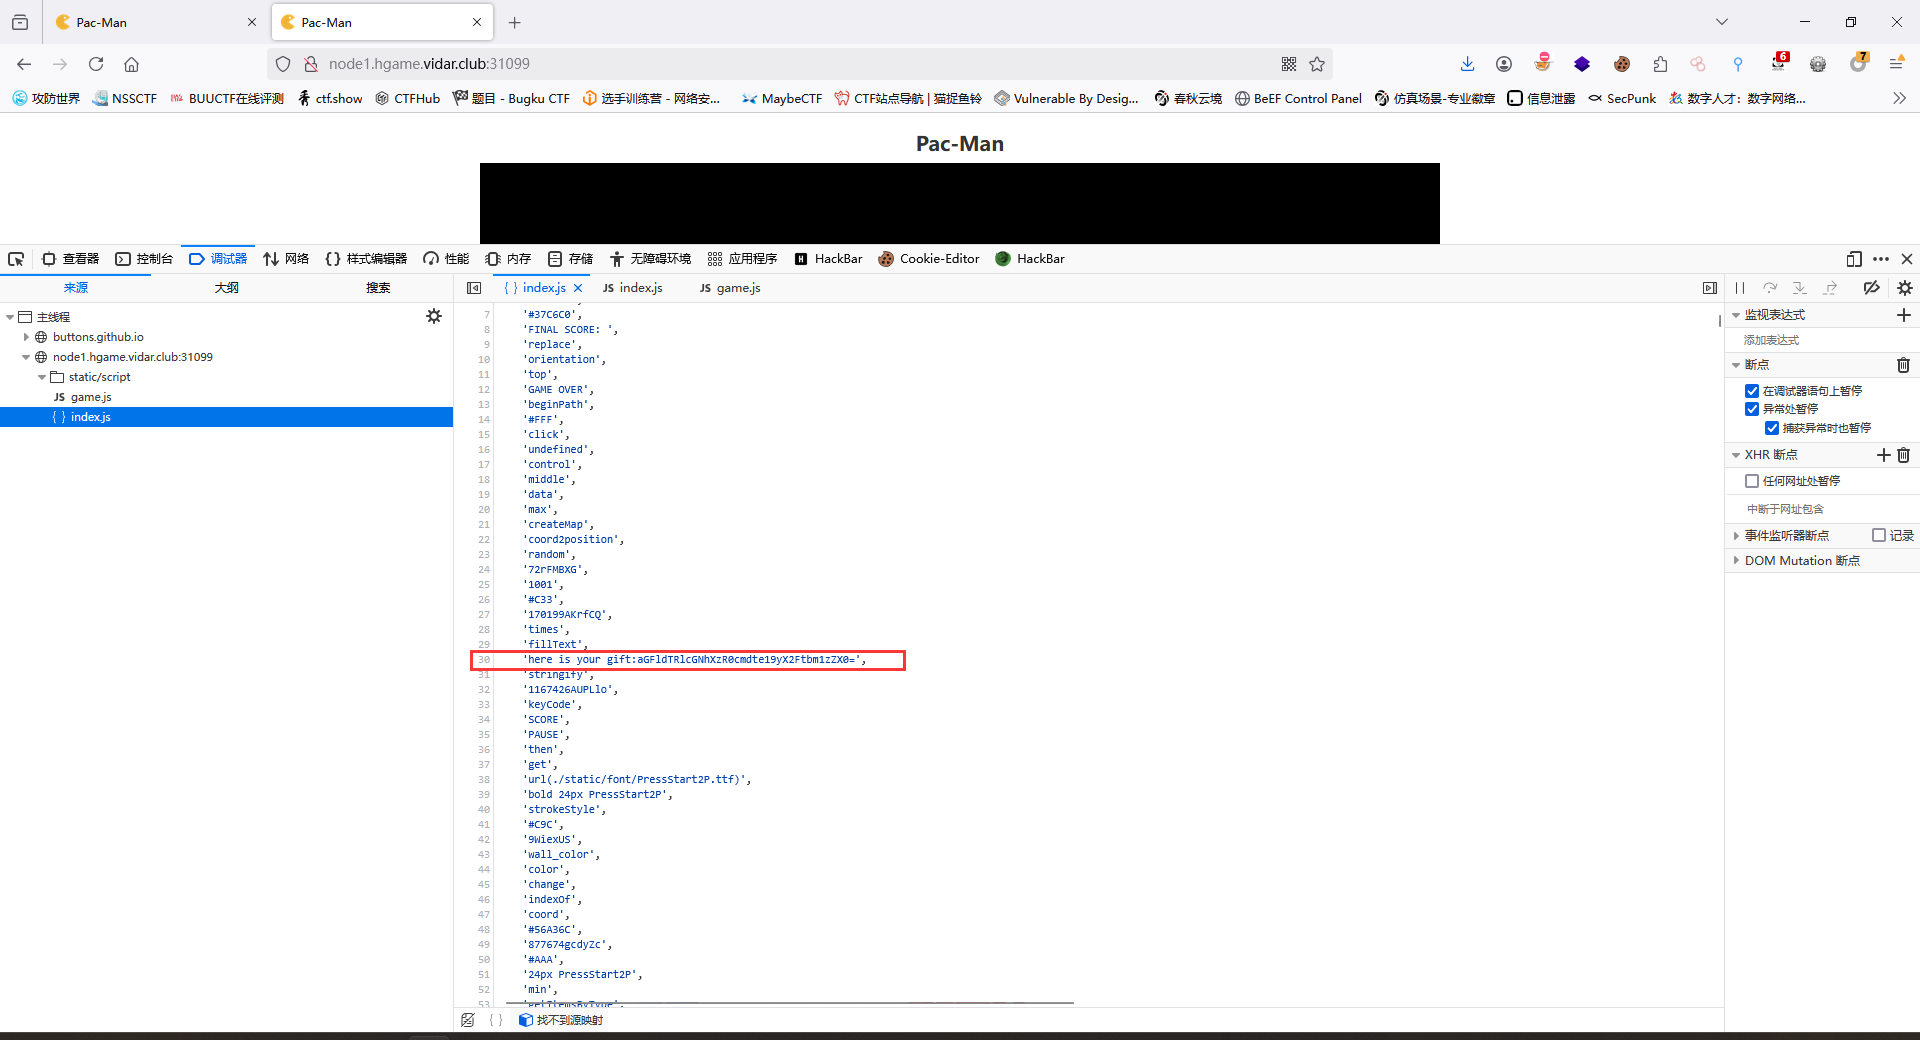 Pac-Man
Pac-Man
node1.hgame.vidar.club:31099
6
7
攻防世界 NSSCTF BUUCTF在线评测 ctf.show CTFHub 题目 - Bugku CTF 选手训练营 - 网络安... MaybeCTF CTF站点导航 | 猫捉鱼铃 Vulnerable By Desig... 春秋云境 BeEF Control Panel 仿真场景-专业徽章 信息泄露 SecPunk 数字人才：数字网络...
Pac-Man
查看器 控制台 调试器 网络 样式编辑器 性能 内存 存储 无障碍环境 应用程序 HackBar Cookie-Editor HackBar
来源 大纲 搜索
{ } index.js JS index.js JS game.js
主线程
buttons.github.io
node1.hgame.vidar.club:31099
static/script
JS game.js
{ } index.js
7 '#37C6C0',
8 'FINAL SCORE: ',
9 'replace',
10 'orientation',
11 'top',
12 'GAME OVER',
13 'beginPath',
14 '#FFF',
15 'click',
16 'undefined',
17 'control',
18 'middle',
19 'data',
20 'max',
21 'createMap',
22 'coord2position',
23 'random',
24 '72rFMBXG',
25 '1001',
26 '#C33',
27 '170199AKrfCQ',
28 'times',
29 'fillText',
30 'here is your gift:aGFldTRlcGNhXzR0cmdte19yX2Ftbm1zZX0=',
31 'stringify',
32 '1167426AUPLlo',
33 'keyCode',
34 'SCORE',
35 'PAUSE',
36 'then',
37 'get',
38 'url(./static/font/PressStart2P.ttf)',
39 'bold 24px PressStart2P',
40 'strokeStyle',
41 '#C9C',
42 '9WiexUS',
43 'wall_color',
44 'color',
45 'change',
46 'indexOf',
47 'coord',
48 '#56A36C',
49 '877674gcdyZc',
50 '#AAA',
51 '24px PressStart2P',
52 'min',
53 'getItemsByType',
{ } 找不到源映射
监视表达式
添加表达式
断点
在调试器语句上暂停
异常处暂停
捕获异常时也暂停
XHR 断点
任何网址处暂停
中断于网址包含
事件监听器断点 记录
DOM Mutation 断点